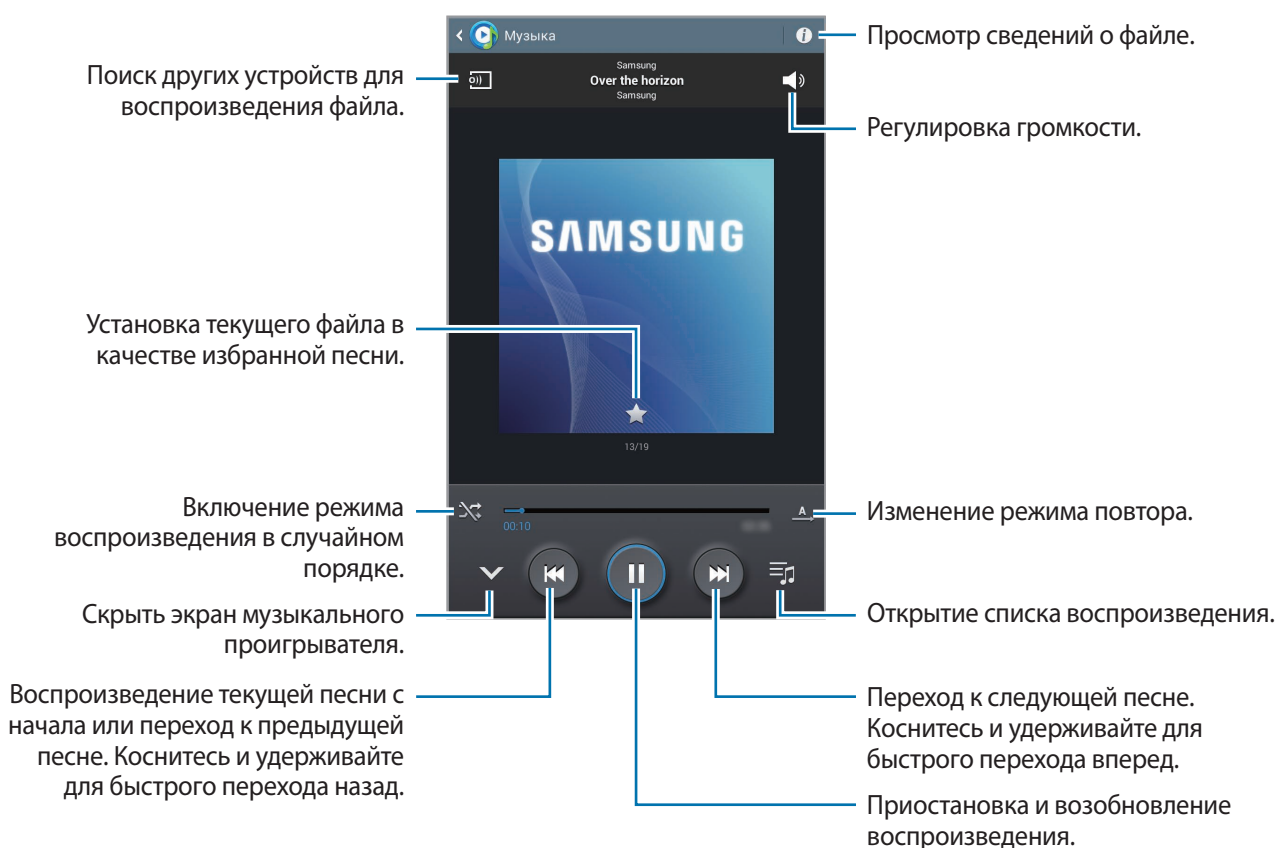 Музыка
Просмотр сведений о файле.
Поиск других устройств для
воспроизведения файла.
Samsung
Over the horizon
Samsung
Регулировка громкости.
SAMSUNG
Установка текущего файла в
качестве избранной песни.
13/19
Включение режима
воспроизведения в случайном
порядке.
00:10
A
Изменение режима повтора.
Скрыть экран музыкального
проигрывателя.
Открытие списка воспроизведения.
Воспроизведение текущей песни с
начала или переход к предыдущей
песне. Коснитесь и удерживайте
для быстрого перехода назад.
Переход к следующей песне.
Коснитесь и удерживайте для
быстрого перехода вперед.
Приостановка и возобновление
воспроизведения.